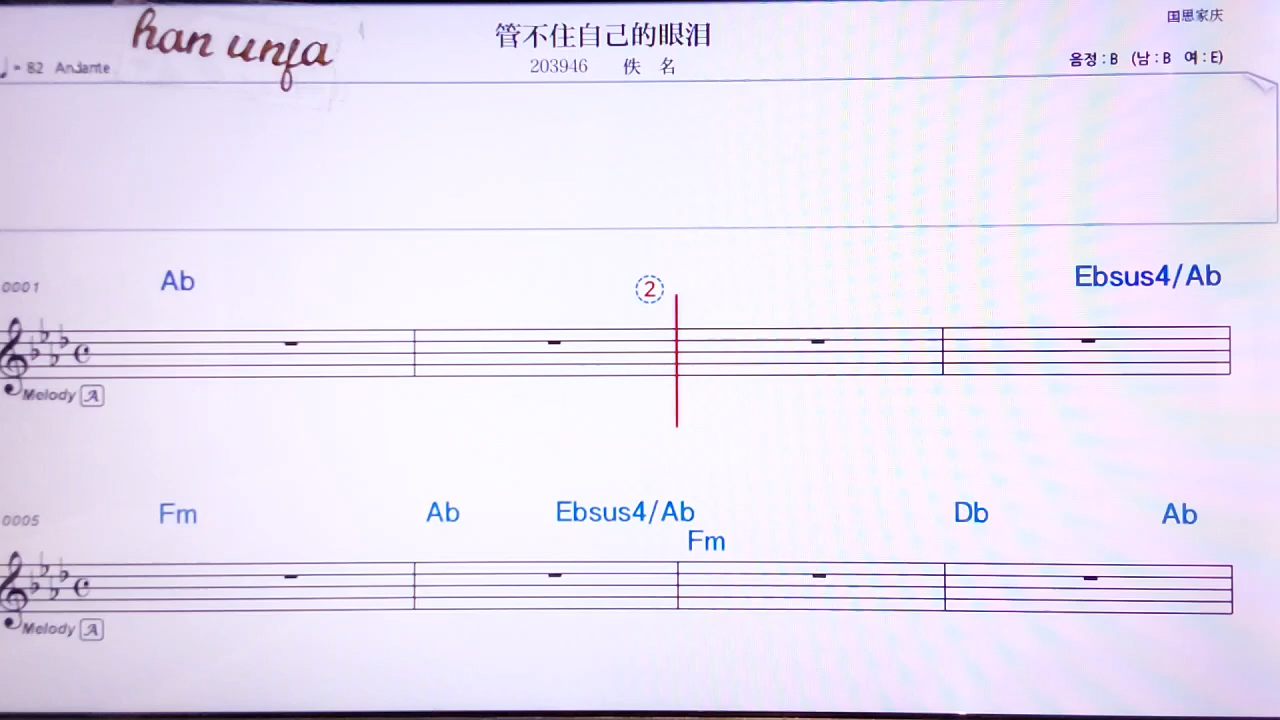 han unfa
管不住自己的眼泪
国恩家庆
♩ = 82 Andante
203946 佚 名
음정 : B (남 : B 여 : E)
0001 Ab ② Ebsus4/Ab
Melody A
0005 Fm Ab Ebsus4/Ab Db Ab
Fm
Melody A